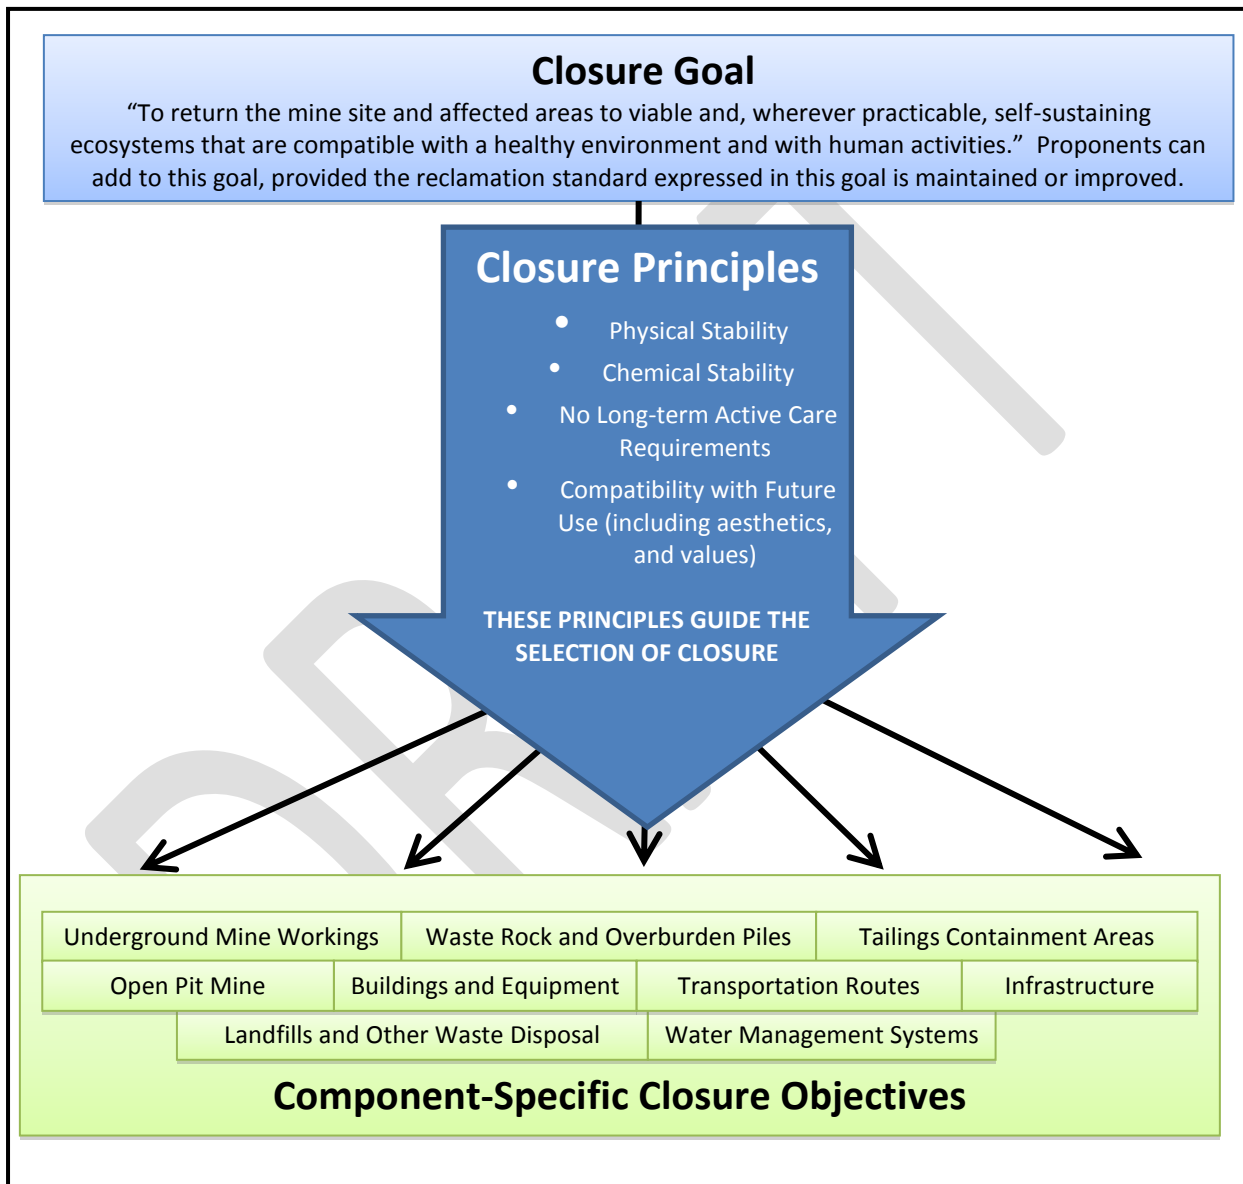 Closure Goal
“To return the mine site and affected areas to viable and, wherever practicable, self-sustaining
ecosystems that are compatible with a healthy environment and with human activities.” Proponents can
add to this goal, provided the reclamation standard expressed in this goal is maintained or improved.
Closure Principles
• Physical Stability
• Chemical Stability
• No Long-term Active Care
Requirements
• Compatibility with Future
Use (including aesthetics,
and values)
THESE PRINCIPLES GUIDE THE
SELECTION OF CLOSURE
Underground Mine Workings
Waste Rock and Overburden Piles
Tailings Containment Areas
Open Pit Mine
Buildings and Equipment
Transportation Routes
Infrastructure
Landfills and Other Waste Disposal
Water Management Systems
Component-Specific Closure Objectives